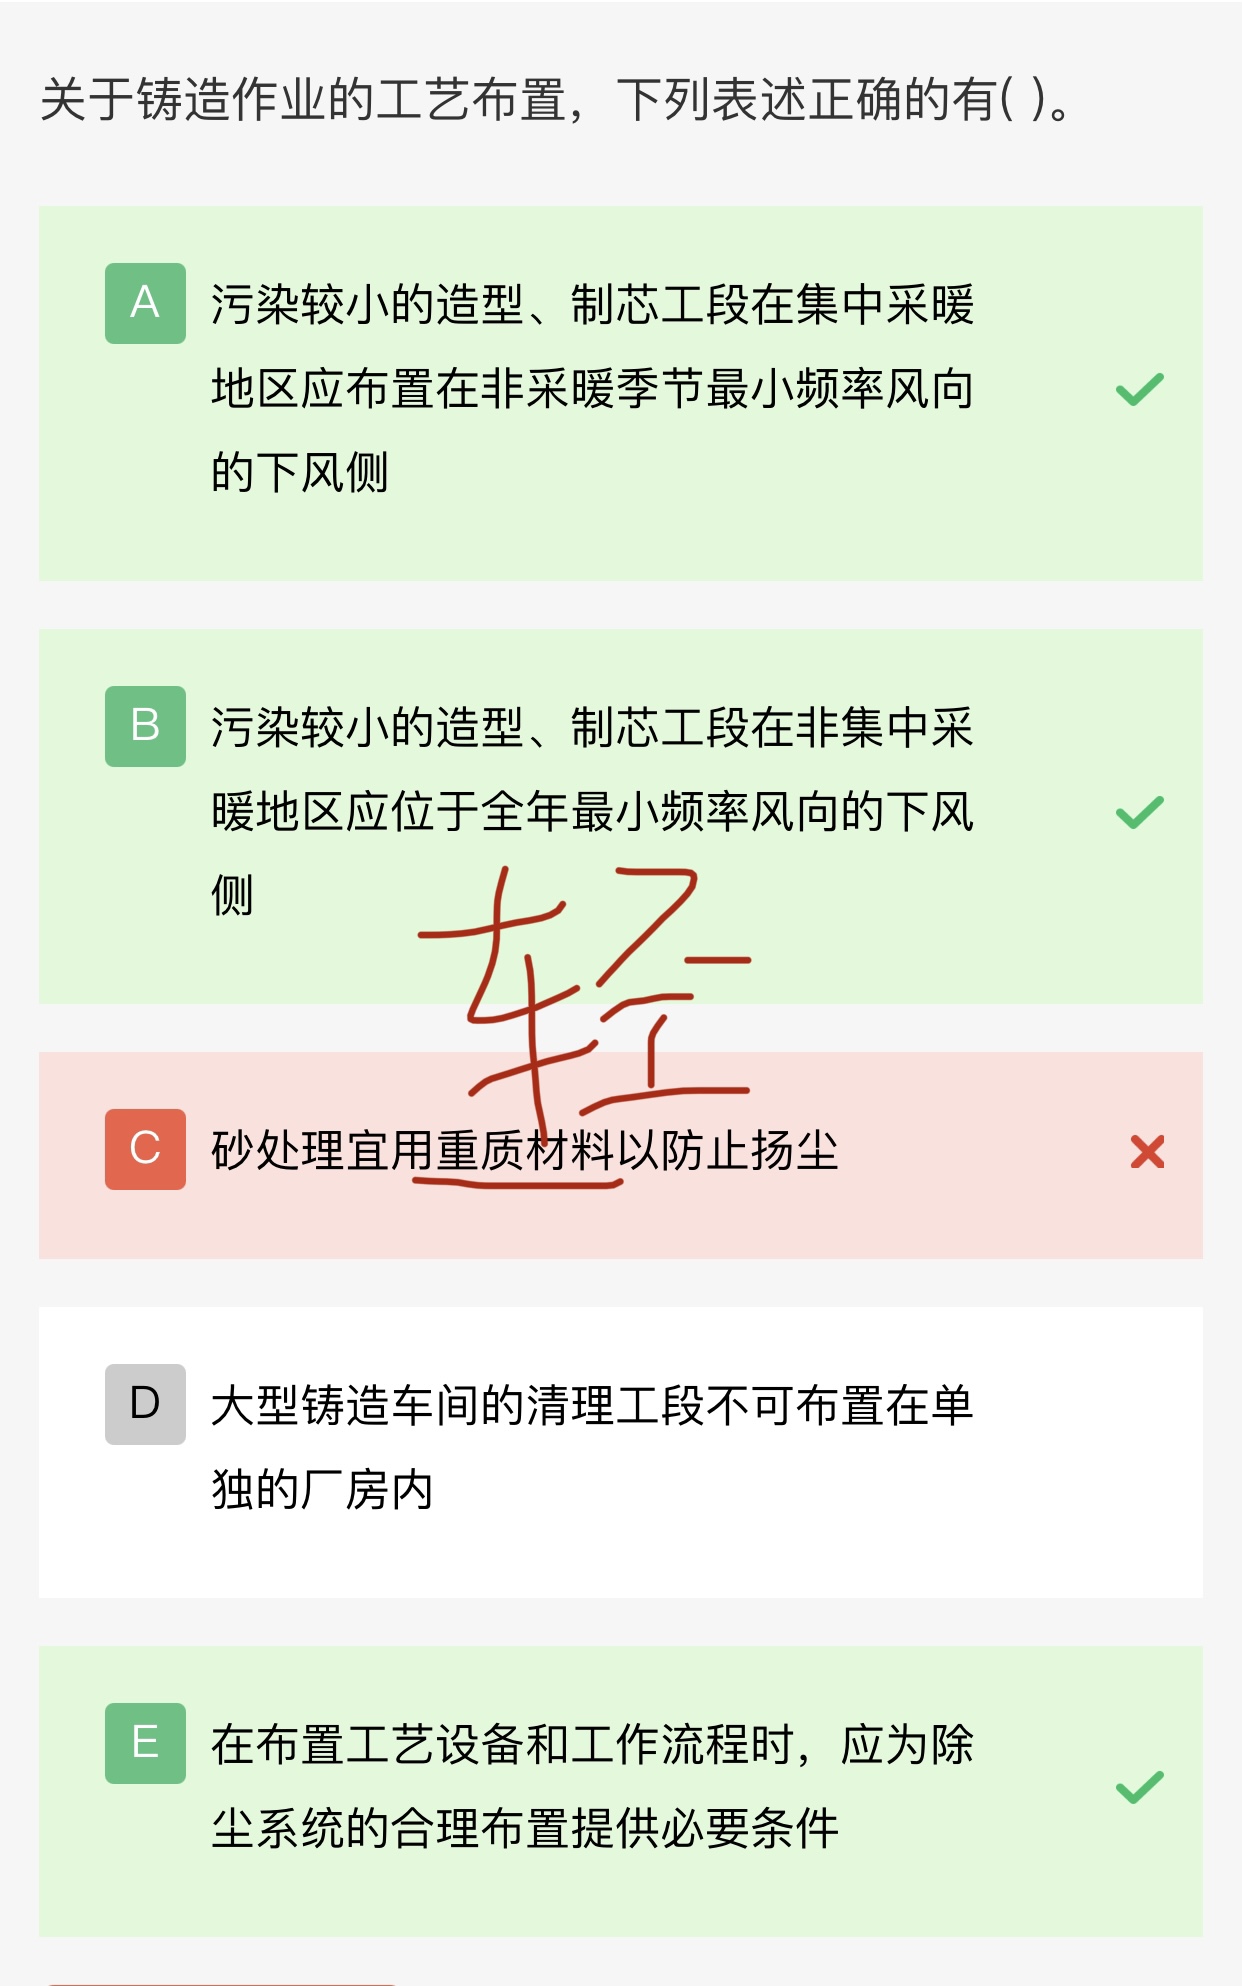 关于铸造作业的工艺布置，下列表述正确的有( )。
A 污染较小的造型、制芯工段在集中采暖
地区应布置在非采暖季节最小频率风向
的下风侧
B 污染较小的造型、制芯工段在非集中采
暖地区应位于全年最小频率风向的下风
侧
轻
C 砂处理宜用重质材料以防止扬尘
D 大型铸造车间的清理工段不可布置在单
独的厂房内
E 在布置工艺设备和工作流程时，应为除
尘系统的合理布置提供必要条件